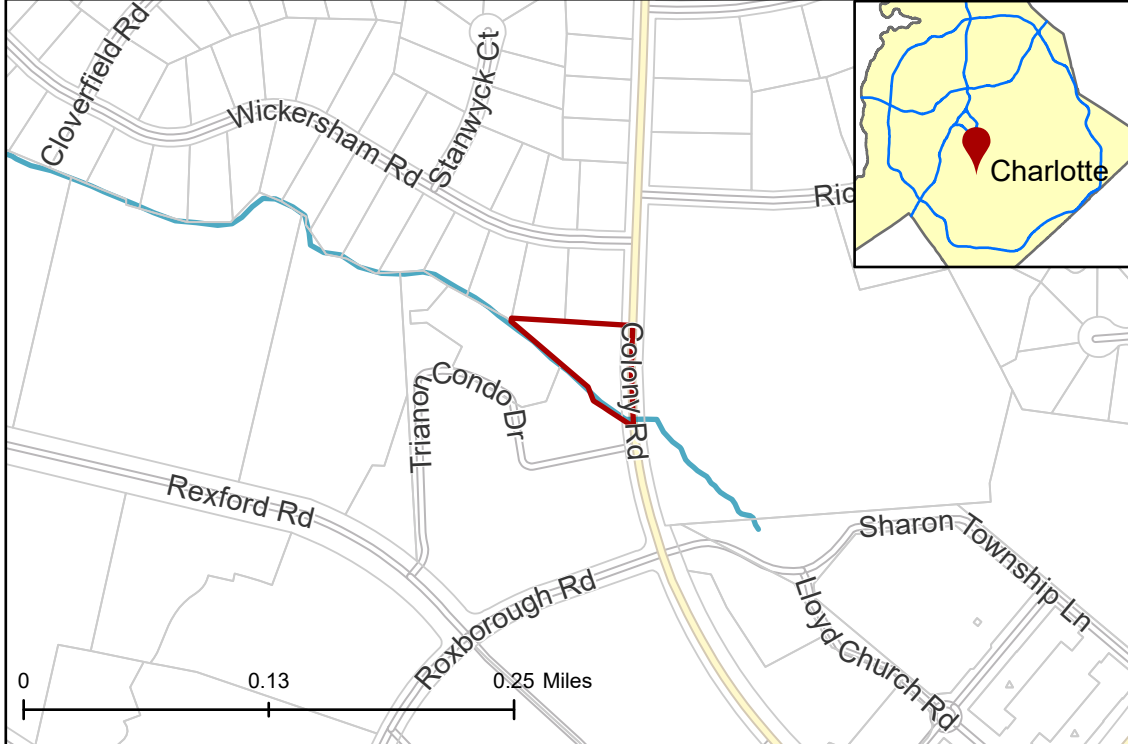 Cloverfield Rd
Wickersham Rd
Stanwyck Ct
Charlotte
Colony Rd
Trianon
Condo Dr
Rexford Rd
Roxborough Rd
Sharon Township Ln
Lloyd Church Rd
0
0.13
0.25 Miles